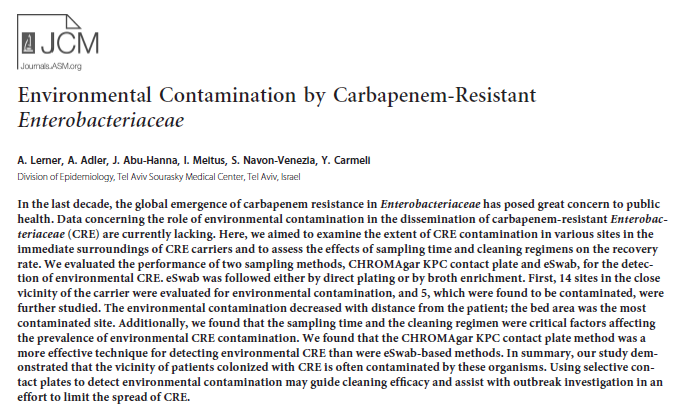 JCM
Journals.ASM.org
Environmental Contamination by Carbapenem-Resistant
Enterobacteriaceae
A. Lerner, A. Adler, J. Abu-Hanna, I. Meitus, S. Navon-Venezia, Y. Carmeli
Division of Epidemiology, Tel Aviv Sourasky Medical Center, Tel Aviv, Israel
In the last decade, the global emergence of carbapenem resistance in Enterobacteriaceae has posed great concern to public
health. Data concerning the role of environmental contamination in the dissemination of carbapenem-resistant Enterobac-
teriaceae (CRE) are currently lacking. Here, we aimed to examine the extent of CRE contamination in various sites in the
immediate surroundings of CRE carriers and to assess the effects of sampling time and cleaning regimens on the recovery
rate. We evaluated the performance of two sampling methods, CHROMAgar KPC contact plate and eSwab, for the detec-
tion of environmental CRE. eSwab was followed either by direct plating or by broth enrichment. First, 14 sites in the close
vicinity of the carrier were evaluated for environmental contamination, and 5, which were found to be contaminated, were
further studied. The environmental contamination decreased with distance from the patient; the bed area was the most
contaminated site. Additionally, we found that the sampling time and the cleaning regimen were critical factors affecting
the prevalence of environmental CRE contamination. We found that the CHROMAgar KPC contact plate method was a
more effective technique for detecting environmental CRE than were eSwab-based methods. In summary, our study dem-
onstrated that the vicinity of patients colonized with CRE is often contaminated by these organisms. Using selective con-
tact plates to detect environmental contamination may guide cleaning efficacy and assist with outbreak investigation in an
effort to limit the spread of CRE.